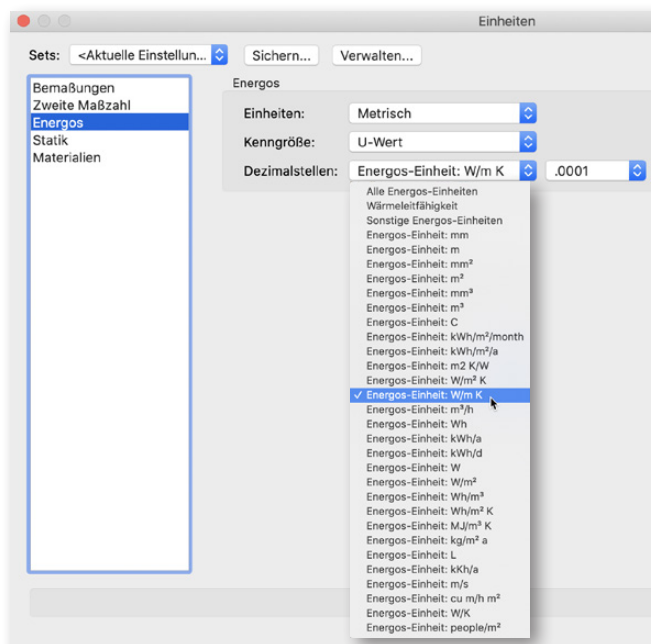 Einheiten
Sets: <Aktuelle Einstellun... Sichern... Verwalten...
Bemaßungen
Zweite Maßzahl
Energos
Statik
Materialien
Energos
Einheiten: Metrisch
Kenngröße: U-Wert
Dezimalstellen: Energos-Einheit: W/m K .0001
Alle Energos-Einheiten
Wärmeleitfähigkeit
Sonstige Energos-Einheiten
Energos-Einheit: mm
Energos-Einheit: m
Energos-Einheit: mm²
Energos-Einheit: m²
Energos-Einheit: mm³
Energos-Einheit: m³
Energos-Einheit: C
Energos-Einheit: kWh/m²/month
Energos-Einheit: kWh/m²/a
Energos-Einheit: m2 K/W
Energos-Einheit: W/m² K
✓ Energos-Einheit: W/m K
Energos-Einheit: m³/h
Energos-Einheit: Wh
Energos-Einheit: kWh/a
Energos-Einheit: kWh/d
Energos-Einheit: W
Energos-Einheit: W/m²
Energos-Einheit: Wh/m³
Energos-Einheit: Wh/m² K
Energos-Einheit: MJ/m³ K
Energos-Einheit: kg/m² a
Energos-Einheit: L
Energos-Einheit: kKh/a
Energos-Einheit: m/s
Energos-Einheit: cu m/h m²
Energos-Einheit: W/K
Energos-Einheit: people/m²